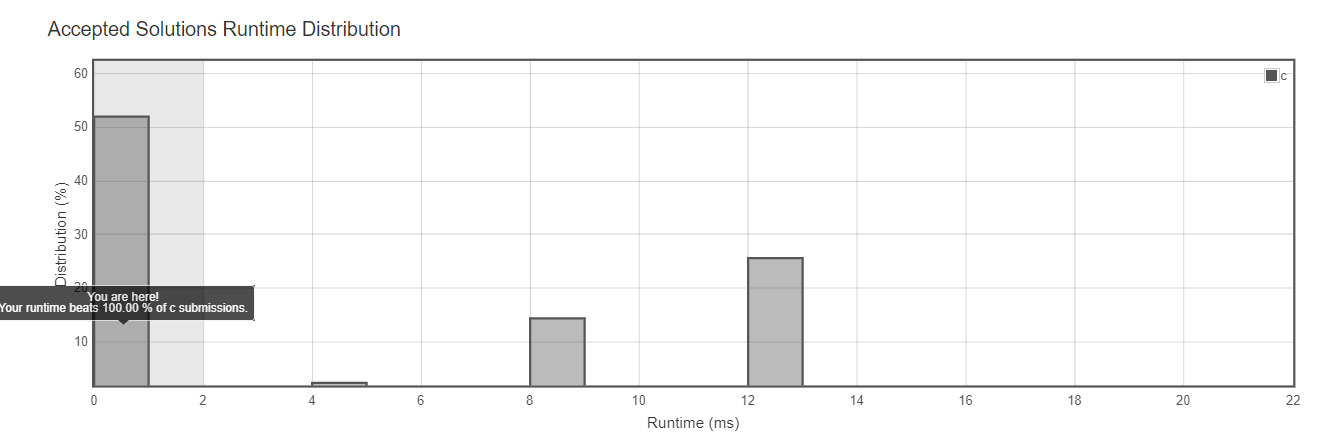 Accepted Solutions Runtime Distribution
c
60
50
40
30
20
10
Distribution (%)
You are here!
Your runtime beats 100.00 % of c submissions.
0 2 4 6 8 10 12 14 16 18 20 22
Runtime (ms)